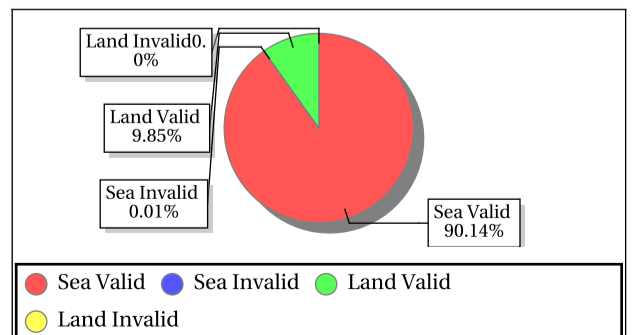 Land Invalid0.
0%
Land Valid
9.85%
Sea Invalid
0.01%
Sea Valid
90.14%
Sea Valid Sea Invalid Land Valid
Land Invalid